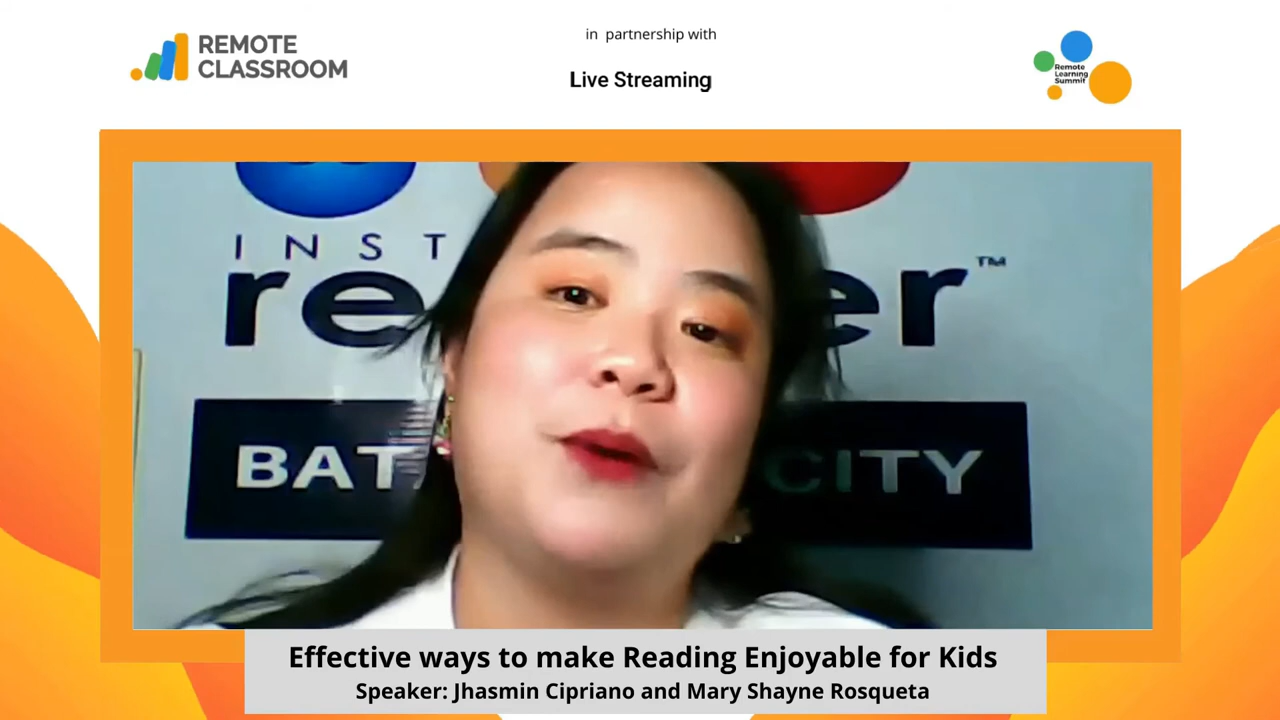 REMOTE
CLASSROOM
in partnership with
Live Streaming
Remote
Learning
Summit
INST
re er™
BAT CITY
Effective ways to make Reading Enjoyable for Kids
Speaker: Jhasmin Cipriano and Mary Shayne Rosqueta